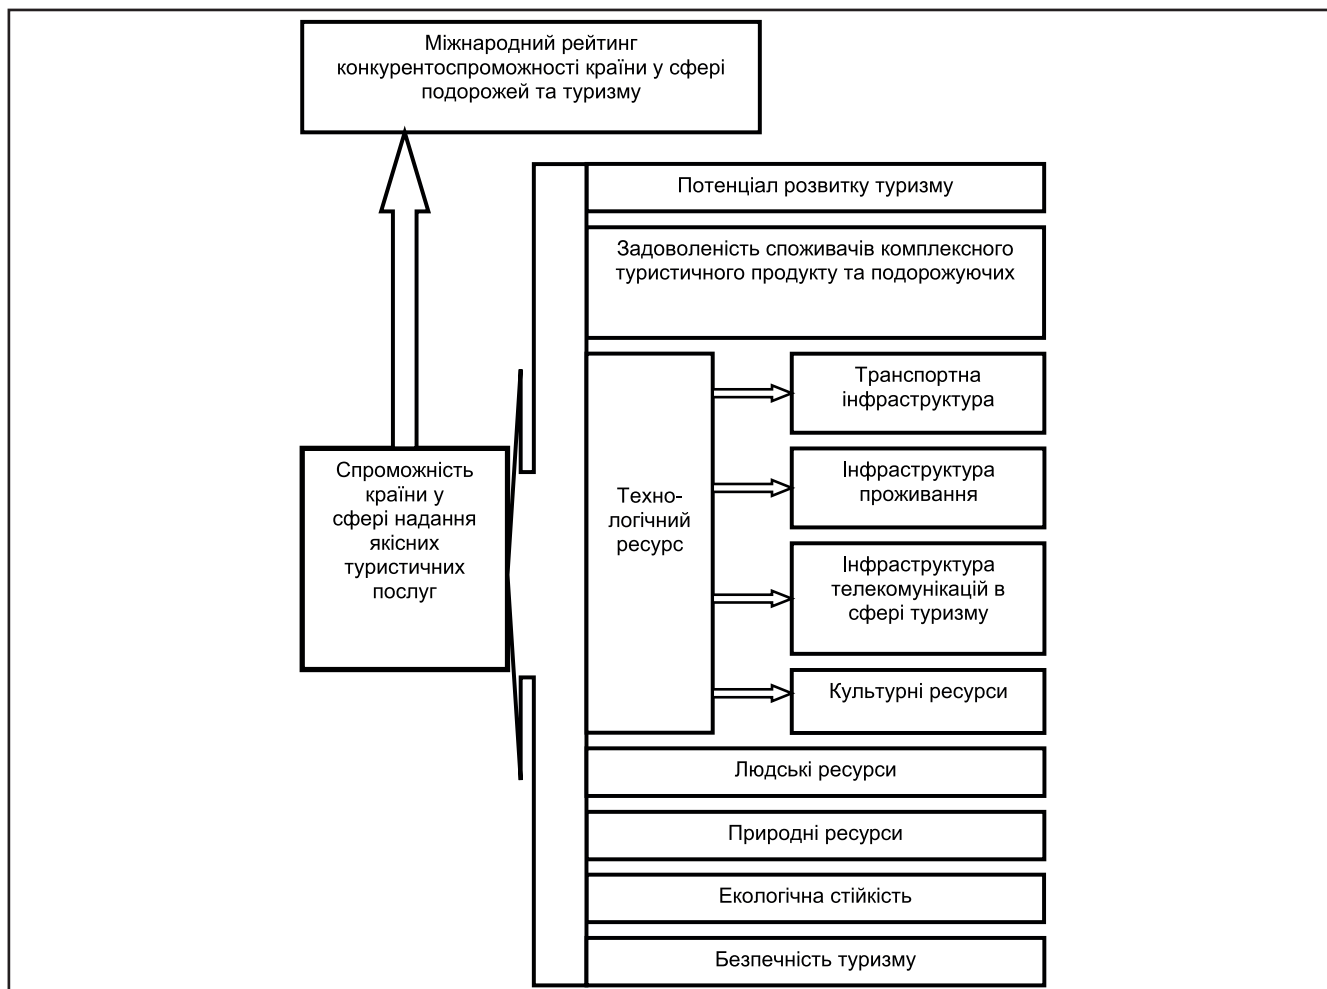 Міжнародний рейтинг
конкурентоспроможності країни у сфері
подорожей та туризму
Потенціал розвитку туризму
Задоволеність споживачів комплексного
туристичного продукту та подорожуючих
Спроможність
країни у
сфері надання
якісних
туристичних
послуг
Техно-
логічний
ресурс
Транспортна
інфраструктура
Інфраструктура
проживання
Інфраструктура
телекомунікацій в
сфері туризму
Культурні ресурси
Людські ресурси
Природні ресурси
Екологічна стійкість
Безпечність туризму